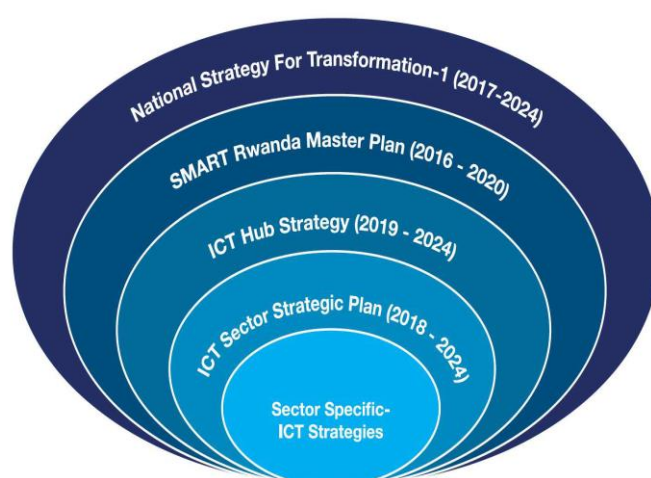 National Strategy For Transformation-1 (2017-2024)
SMART Rwanda Master Plan (2016 - 2020)
ICT Hub Strategy (2019 - 2024)
ICT Sector Strategic Plan (2018 - 2024)
Sector Specific-
ICT Strategies